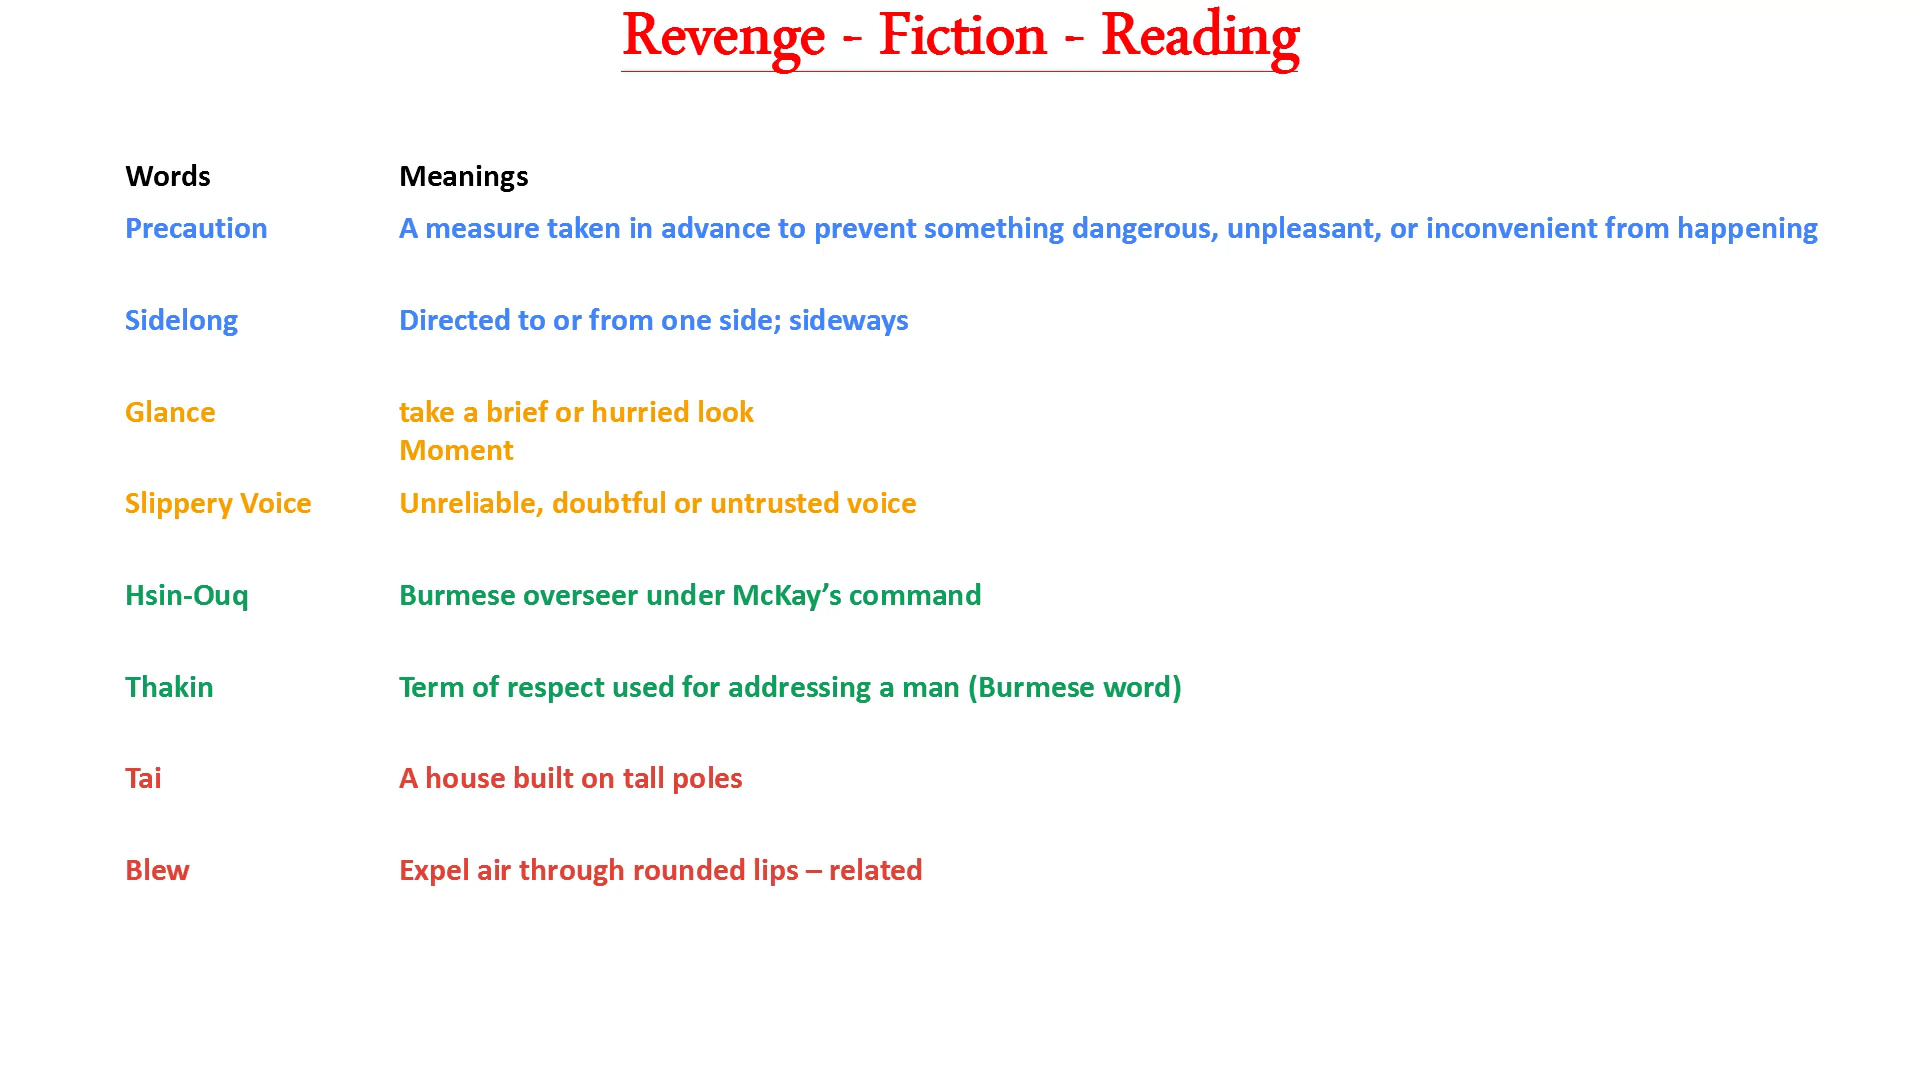 Revenge - Fiction - Reading
Words Meanings
Precaution A measure taken in advance to prevent something dangerous, unpleasant, or inconvenient from happening
Sidelong Directed to or from one side; sideways
Glance take a brief or hurried look
Moment
Slippery Voice Unreliable, doubtful or untrusted voice
Hsin-Ouq Burmese overseer under McKay’s command
Thakin Term of respect used for addressing a man (Burmese word)
Tai A house built on tall poles
Blew Expel air through rounded lips – related